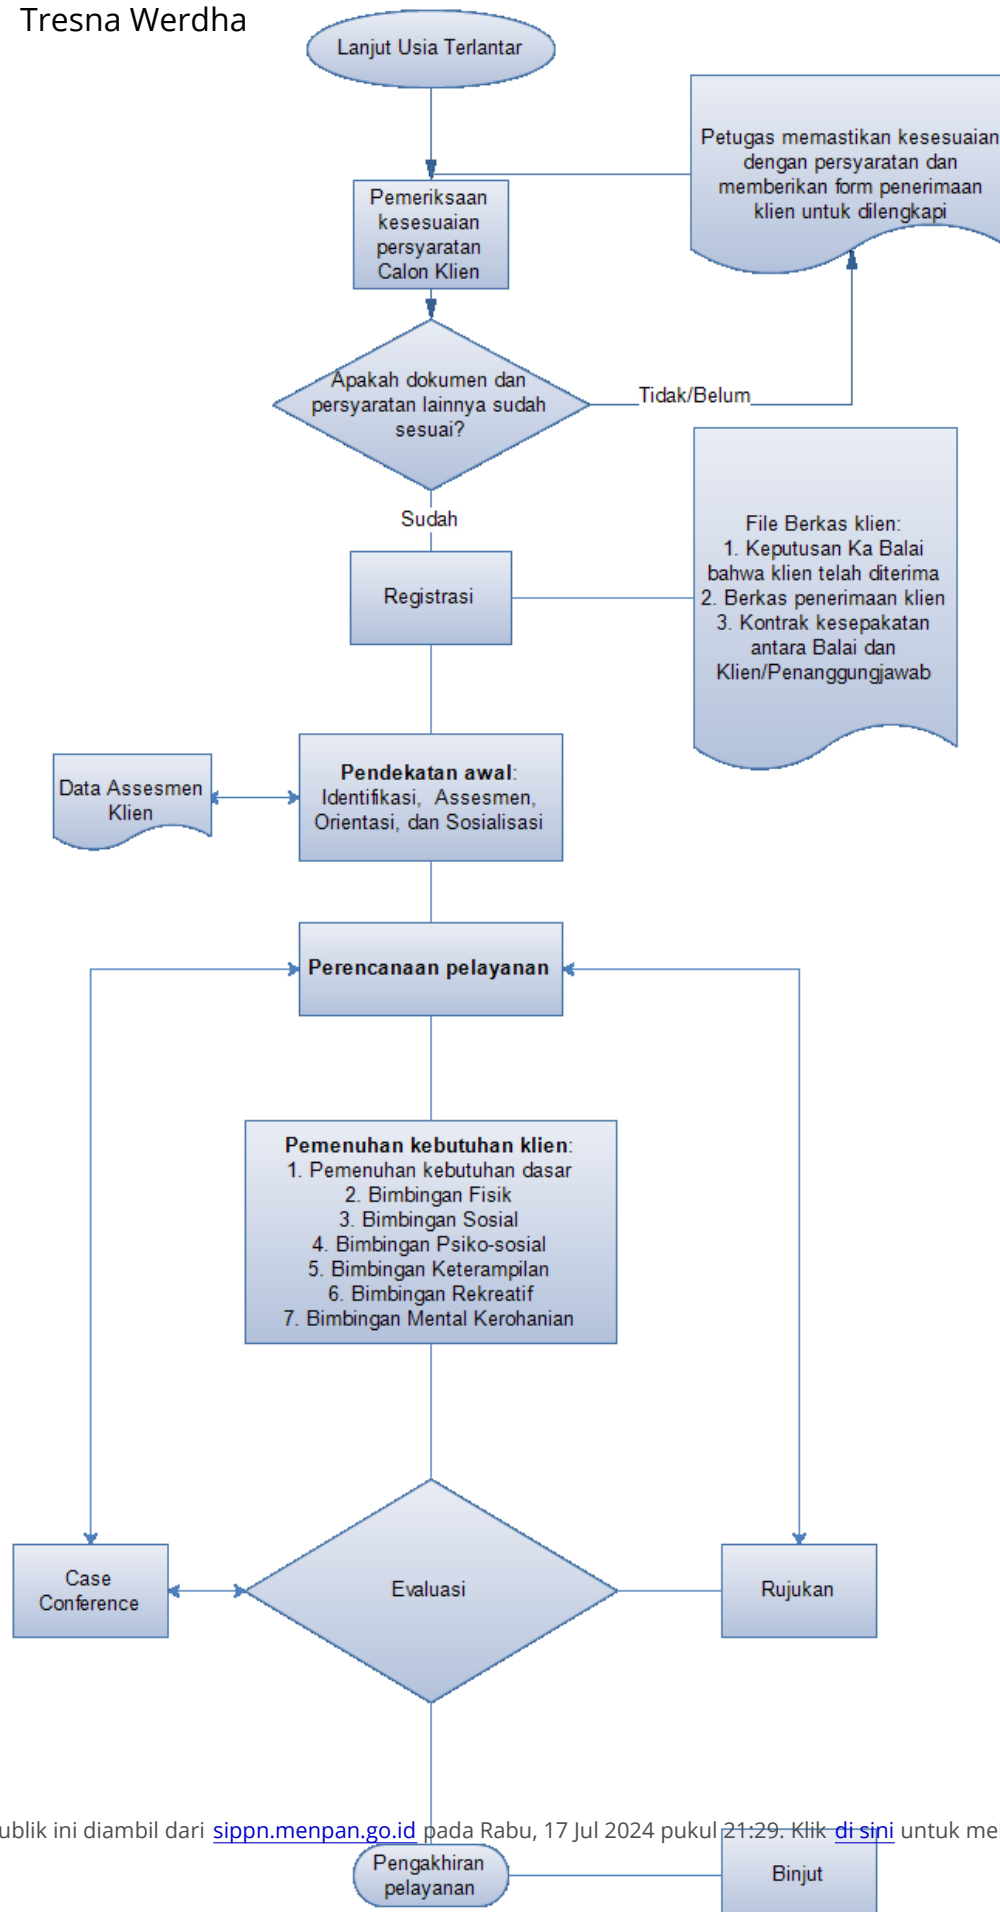 Tresna Werdha
Lanjut Usia Terlantar
Petugas memastikan kesesuaian
dengan persyaratan dan
memberikan form penerimaan
klien untuk dilengkapi
Pemeriksaan
kesesuaian
persyaratan
Calon Klien
Apakah dokumen dan
persyaratan lainnya sudah
sesuai?
Tidak/Belum
Sudah
Registrasi
File Berkas klien:
1. Keputusan Ka Balai
bahwa klien telah diterima
2. Berkas penerimaan klien
3. Kontrak kesepakatan
antara Balai dan
Klien/Penanggungjawab
Data Assesmen
Klien
Pendekatan awal:
Identifikasi, Assesmen,
Orientasi, dan Sosialisasi
Perencanaan pelayanan
Pemenuhan kebutuhan klien:
1. Pemenuhan kebutuhan dasar
2. Bimbingan Fisik
3. Bimbingan Sosial
4. Bimbingan Psiko-sosial
5. Bimbingan Keterampilan
6. Bimbingan Rekreatif
7. Bimbingan Mental Kerohanian
Case
Conference
Evaluasi
Rujukan
ublik ini diambil dari sippn.menpan.go.id pada Rabu, 17 Jul 2024 pukul 21:29. Klik di sini untuk me
Pengakhiran
pelayanan
Binjut